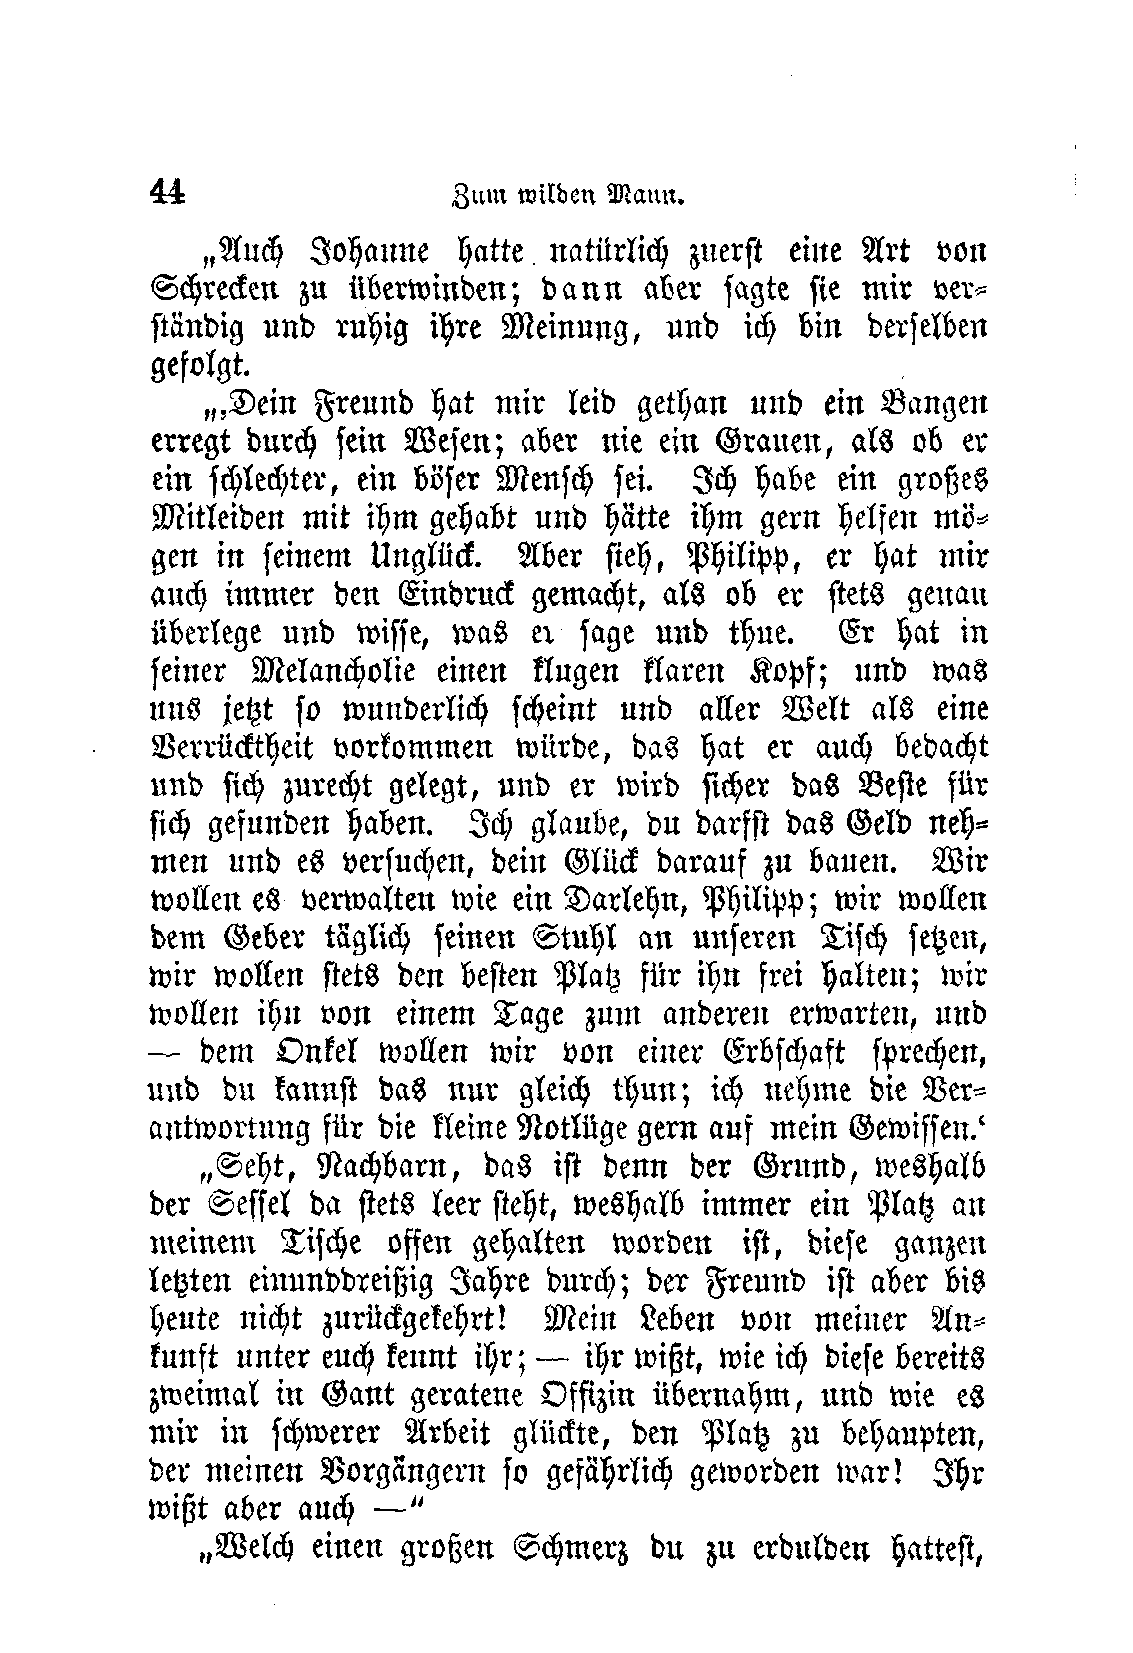 44 Zum wilden Mann.
„Auch Johanne hatte natürlich zuerst eine Art von
Schrecken zu überwinden; dann aber sagte sie mir ver-
ständig und ruhig ihre Meinung, und ich bin derselben
gefolgt.
„‚Dein Freund hat mir leid gethan und ein Bangen
erregt durch sein Wesen; aber nie ein Grauen, als ob er
ein schlechter, ein böser Mensch sei. Ich habe ein großes
Mitleiden mit ihm gehabt und hätte ihm gern helfen mö-
gen in seinem Unglück. Aber sieh, Philipp, er hat mir
auch immer den Eindruck gemacht, als ob er stets genau
überlege und wisse, was er sage und thue. Er hat in
seiner Melancholie einen klugen klaren Kopf; und was
uns jetzt so wunderlich scheint und aller Welt als eine
Verrücktheit vorkommen würde, das hat er auch bedacht
und sich zurecht gelegt, und er wird sicher das Beste für
sich gefunden haben. Ich glaube, du darfst das Geld neh-
men und es versuchen, dein Glück darauf zu bauen. Wir
wollen es verwalten wie ein Darlehn, Philipp; wir wollen
dem Geber täglich seinen Stuhl an unseren Tisch setzen,
wir wollen stets den besten Platz für ihn frei halten; wir
wollen ihn von einem Tage zum anderen erwarten, und
— dem Onkel wollen wir von einer Erbschaft sprechen,
und du kannst das nur gleich thun; ich nehme die Ver-
antwortung für die kleine Notlüge gern auf mein Gewissen.‘
„Seht, Nachbarn, das ist denn der Grund, weshalb
der Sessel da stets leer steht, weshalb immer ein Platz an
meinem Tische offen gehalten worden ist, diese ganzen
letzten einunddreißig Jahre durch; der Freund ist aber bis
heute nicht zurückgekehrt! Mein Leben von meiner An-
kunft unter euch kennt ihr; — ihr wißt, wie ich diese bereits
zweimal in Gant geratene Offizin übernahm, und wie es
mir in schwerer Arbeit glückte, den Platz zu behaupten,
der meinen Vorgängern so gefährlich geworden war! Ihr
wißt aber auch —“
„Welch einen großen Schmerz du zu erdulden hattest,